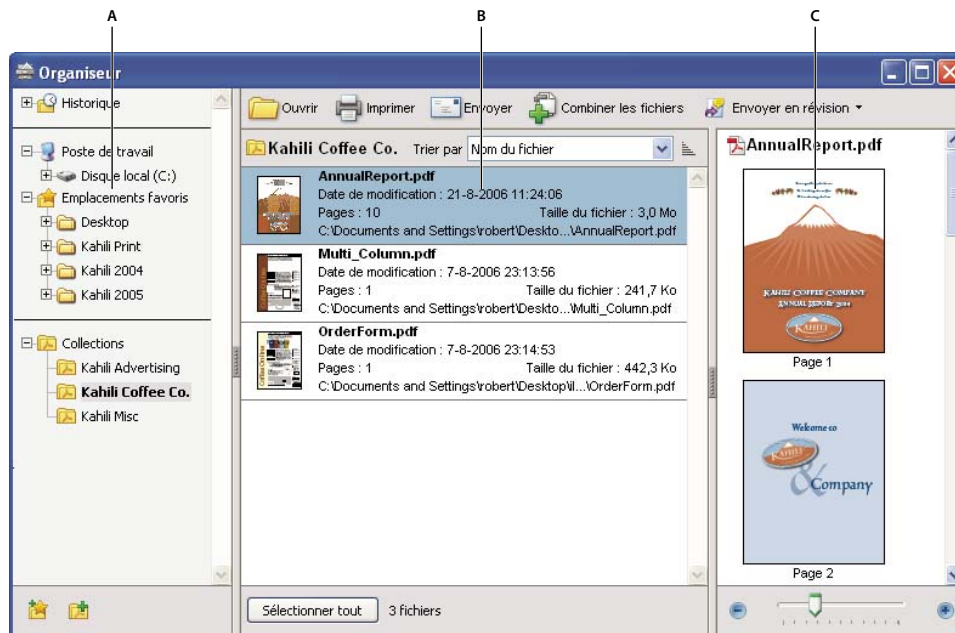 A B C
Organiseur
Historique
Poste de travail
Disque local (C:)
Emplacements favoris
Desktop
Kahili Print
Kahili 2004
Kahili 2005
Collections
Kahili Advertising
Kahili Coffee Co.
Kahili Misc
Ouvrir Imprimer Envoyer Combiner les fichiers Envoyer en révision
Kahili Coffee Co. Trier par Nom du fichier
AnnualReport.pdf
Date de modification : 21-8-2006 11:24:06
Pages : 10 Taille du fichier : 3,0 Mo
C:\Documents and Settings\robert\Deskto...\AnnualReport.pdf
Multi_Column.pdf
Date de modification : 7-8-2006 23:13:56
Pages : 1 Taille du fichier : 241,7 Ko
C:\Documents and Settings\robert\Deskto...\Multi_Column.pdf
OrderForm.pdf
Date de modification : 7-8-2006 23:14:53
Pages : 1 Taille du fichier : 442,3 Ko
C:\Documents and Settings\robert\Desktop\il...\OrderForm.pdf
Sélectionner tout 3 fichiers
AnnualReport.pdf
KAHILI COFFEE COMPANY
ANNUAL REPORT 2004
KAHILI
Page 1
Welcome to
KAHILI
& Company
Page 2